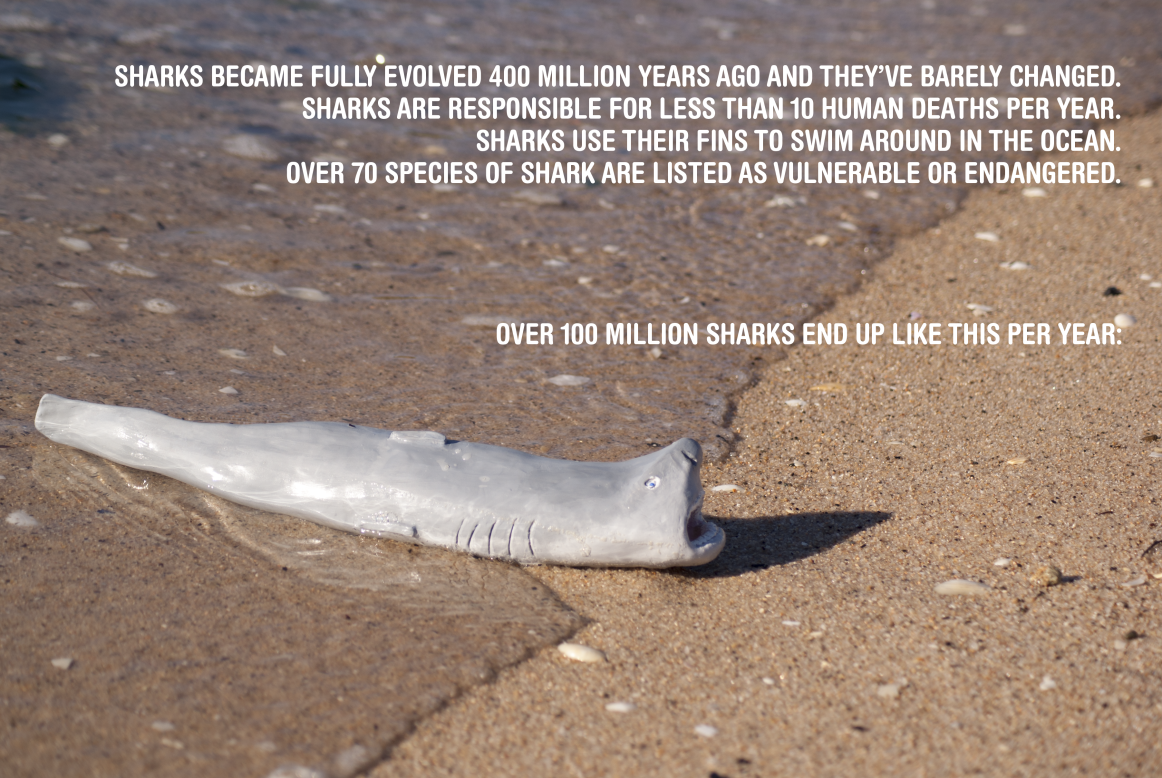 SHARKS BECAME FULLY EVOLVED 400 MILLION YEARS AGO AND THEY'VE BARELY CHANGED.
SHARKS ARE RESPONSIBLE FOR LESS THAN 10 HUMAN DEATHS PER YEAR.
SHARKS USE THEIR FINS TO SWIM AROUND IN THE OCEAN.
OVER 70 SPECIES OF SHARK ARE LISTED AS VULNERABLE OR ENDANGERED.
OVER 100 MILLION SHARKS END UP LIKE THIS PER YEAR: